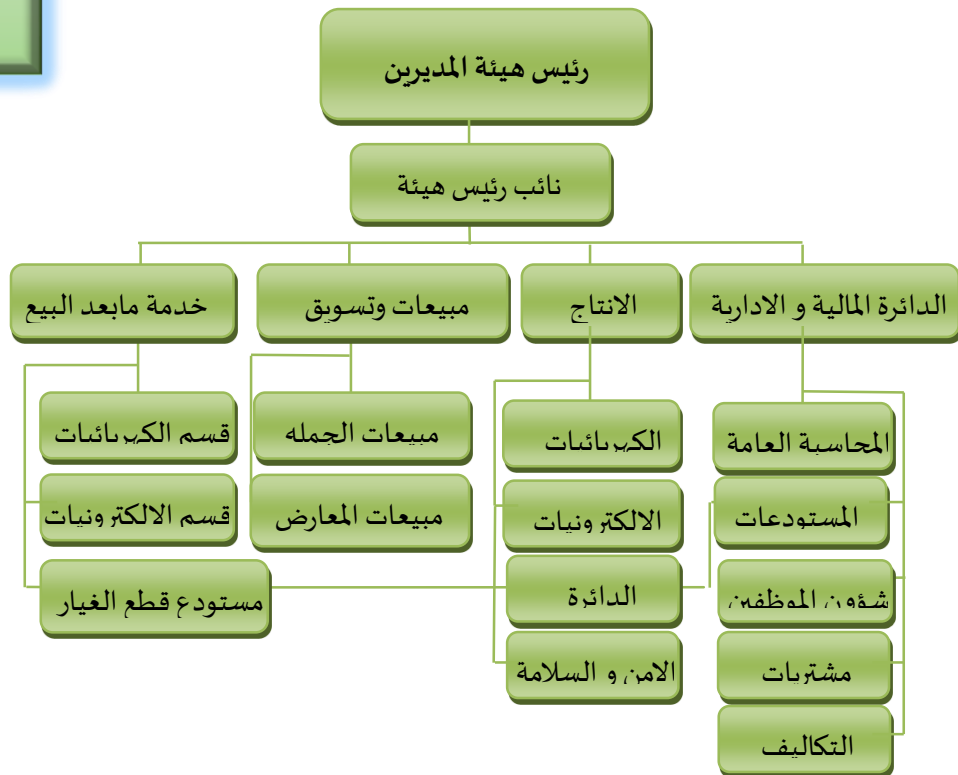 رئيس هيئة المديرين
نائب رئيس هيئة
الدائرة المالية و الادارية
الانتاج
مبيعات وتسويق
خدمة مابعد البيع
المحاسبة العامة
المستودعات
شؤون الموظفين
مشتريات
التكاليف
الكهربائيات
الالكترونيات
الدائرة
الامن و السلامة
مبيعات الجمله
مبيعات المعارض
قسم الكهربائيات
قسم الالكترونيات
مستودع قطع الغيار